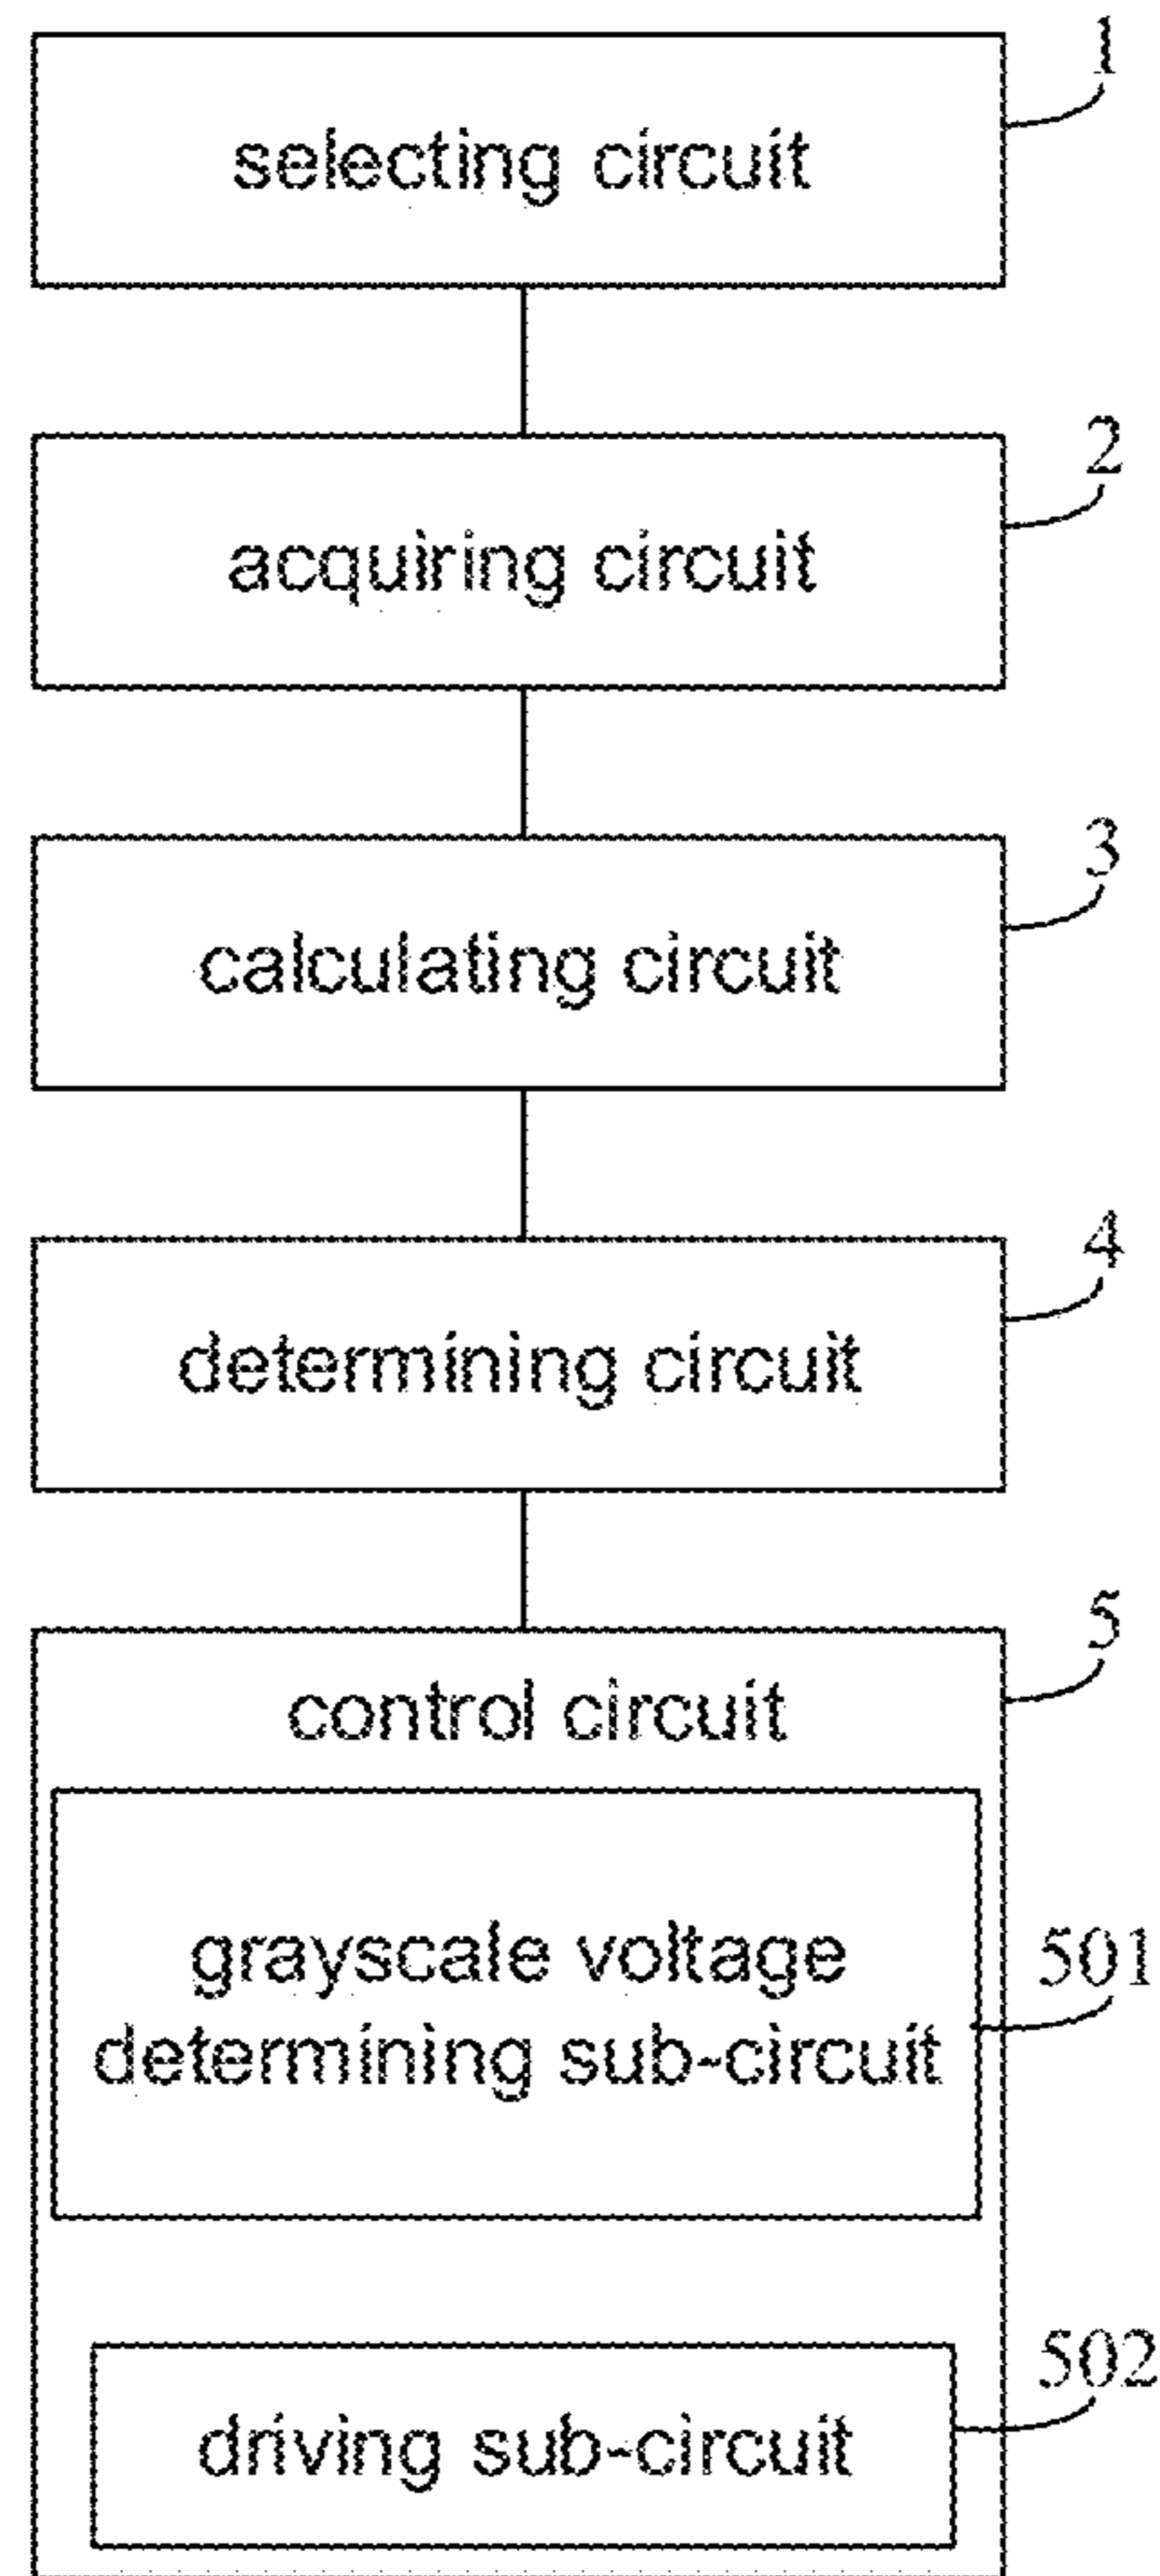 1
selecting circuit
2
acquiring circuit
3
calculating circuit
4
determining circuit
5
control circuit
grayscale voltage
501
determining sub-circuit
502
driving sub-circuit